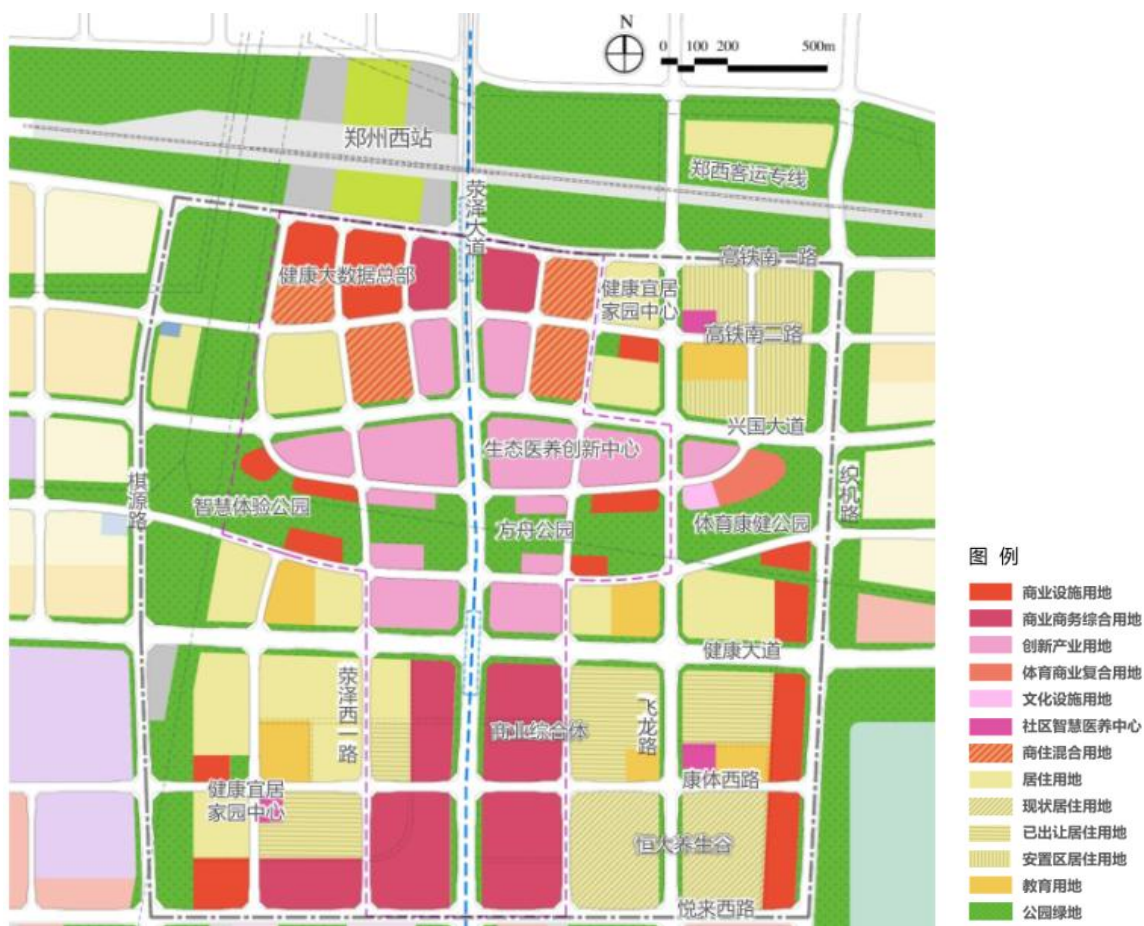 N
0 100 200 500m
郑州西站
郑西客运专线
荥泽大道
高铁南一路
健康大数据总部
健康宜居
家园中心
高铁南二路
兴国大道
生态医养创新中心
棋源路
织机路
智慧体验公园
方舟公园
体育康健公园
健康大道
荥泽西一路
飞龙路
商业综合体
康体西路
健康宜居
家园中心
恒大养生谷
悦来西路
图 例
商业设施用地
商业商务综合用地
创新产业用地
体育商业复合用地
文化设施用地
社区智慧医养中心
商住混合用地
居住用地
现状居住用地
已出让居住用地
安置区居住用地
教育用地
公园绿地